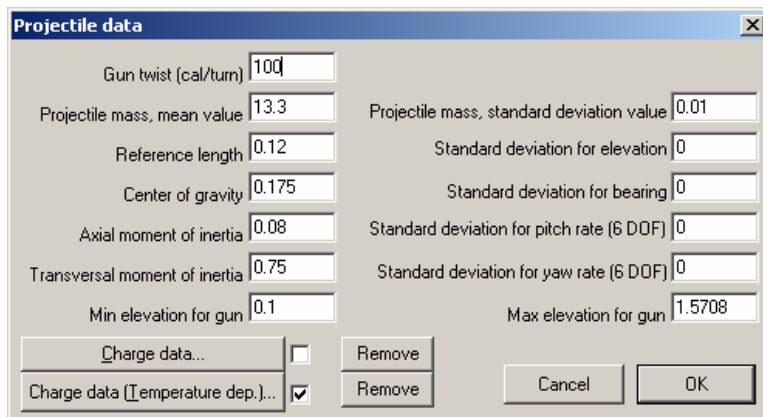 Projectile data
Gun twist (cal/turn) 100
Projectile mass, mean value 13.3 Projectile mass, standard deviation value 0.01
Reference length 0.12 Standard deviation for elevation 0
Center of gravity 0.175 Standard deviation for bearing 0
Axial moment of inertia 0.08 Standard deviation for pitch rate (6 DOF) 0
Transversal moment of inertia 0.75 Standard deviation for yaw rate (6 DOF) 0
Min elevation for gun 0.1 Max elevation for gun 1.5708
Charge data... Remove
Charge data (Temperature dep.)... Remove Cancel OK